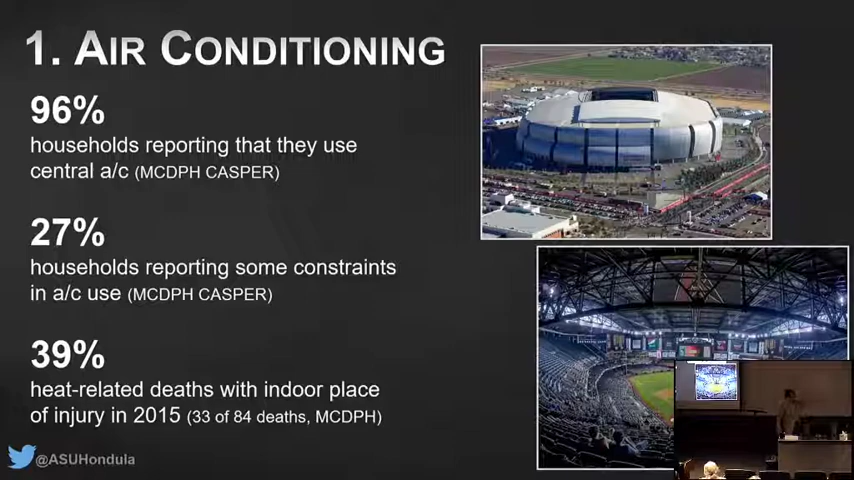 1. AIR CONDITIONING
96%
households reporting that they use
central a/c (MCDPH CASPER)
27%
households reporting some constraints
in a/c use (MCDPH CASPER)
39%
heat-related deaths with indoor place
of injury in 2015 (33 of 84 deaths, MCDPH)
@ASUHondula